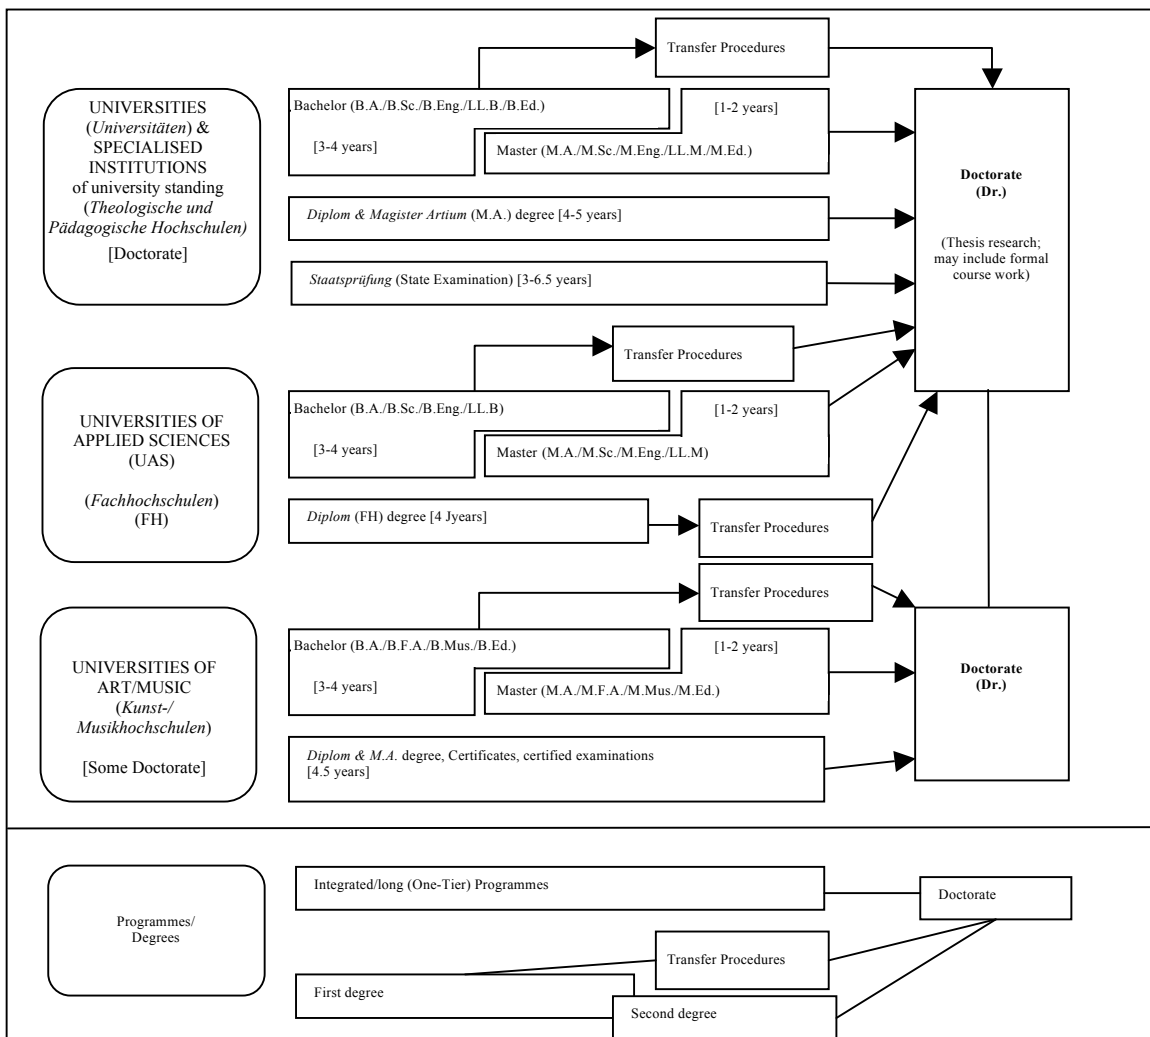 Transfer Procedures
UNIVERSITIES
(Universitäten) &
SPECIALISED
INSTITUTIONS
of university standing
(Theologische und
Pädagogische Hochschulen)
[Doctorate]
Bachelor (B.A./B.Sc./B.Eng./LL.B./B.Ed.)
[3-4 years]
[1-2 years]
Master (M.A./M.Sc./M.Eng./LL.M./M.Ed.)
Diplom & Magister Artium (M.A.) degree [4-5 years]
Staatsprüfung (State Examination) [3-6.5 years]
Doctorate
(Dr.)
(Thesis research;
may include formal
course work)
Transfer Procedures
UNIVERSITIES OF
APPLIED SCIENCES
(UAS)
(Fachhochschulen)
(FH)
Bachelor (B.A./B.Sc./B.Eng./LL.B)
[3-4 years]
[1-2 years]
Master (M.A./M.Sc./M.Eng./LL.M)
Diplom (FH) degree [4 Jyears]
Transfer Procedures
Transfer Procedures
UNIVERSITIES OF
ART/MUSIC
(Kunst-/
Musikhochschulen)
[Some Doctorate]
Bachelor (B.A./B.F.A./B.Mus./B.Ed.)
[3-4 years]
[1-2 years]
Master (M.A./M.F.A./M.Mus./M.Ed.)
Diplom & M.A. degree, Certificates, certified examinations
[4.5 years]
Doctorate
(Dr.)
Programmes/
Degrees
Integrated/long (One-Tier) Programmes
Doctorate
Transfer Procedures
First degree
Second degree